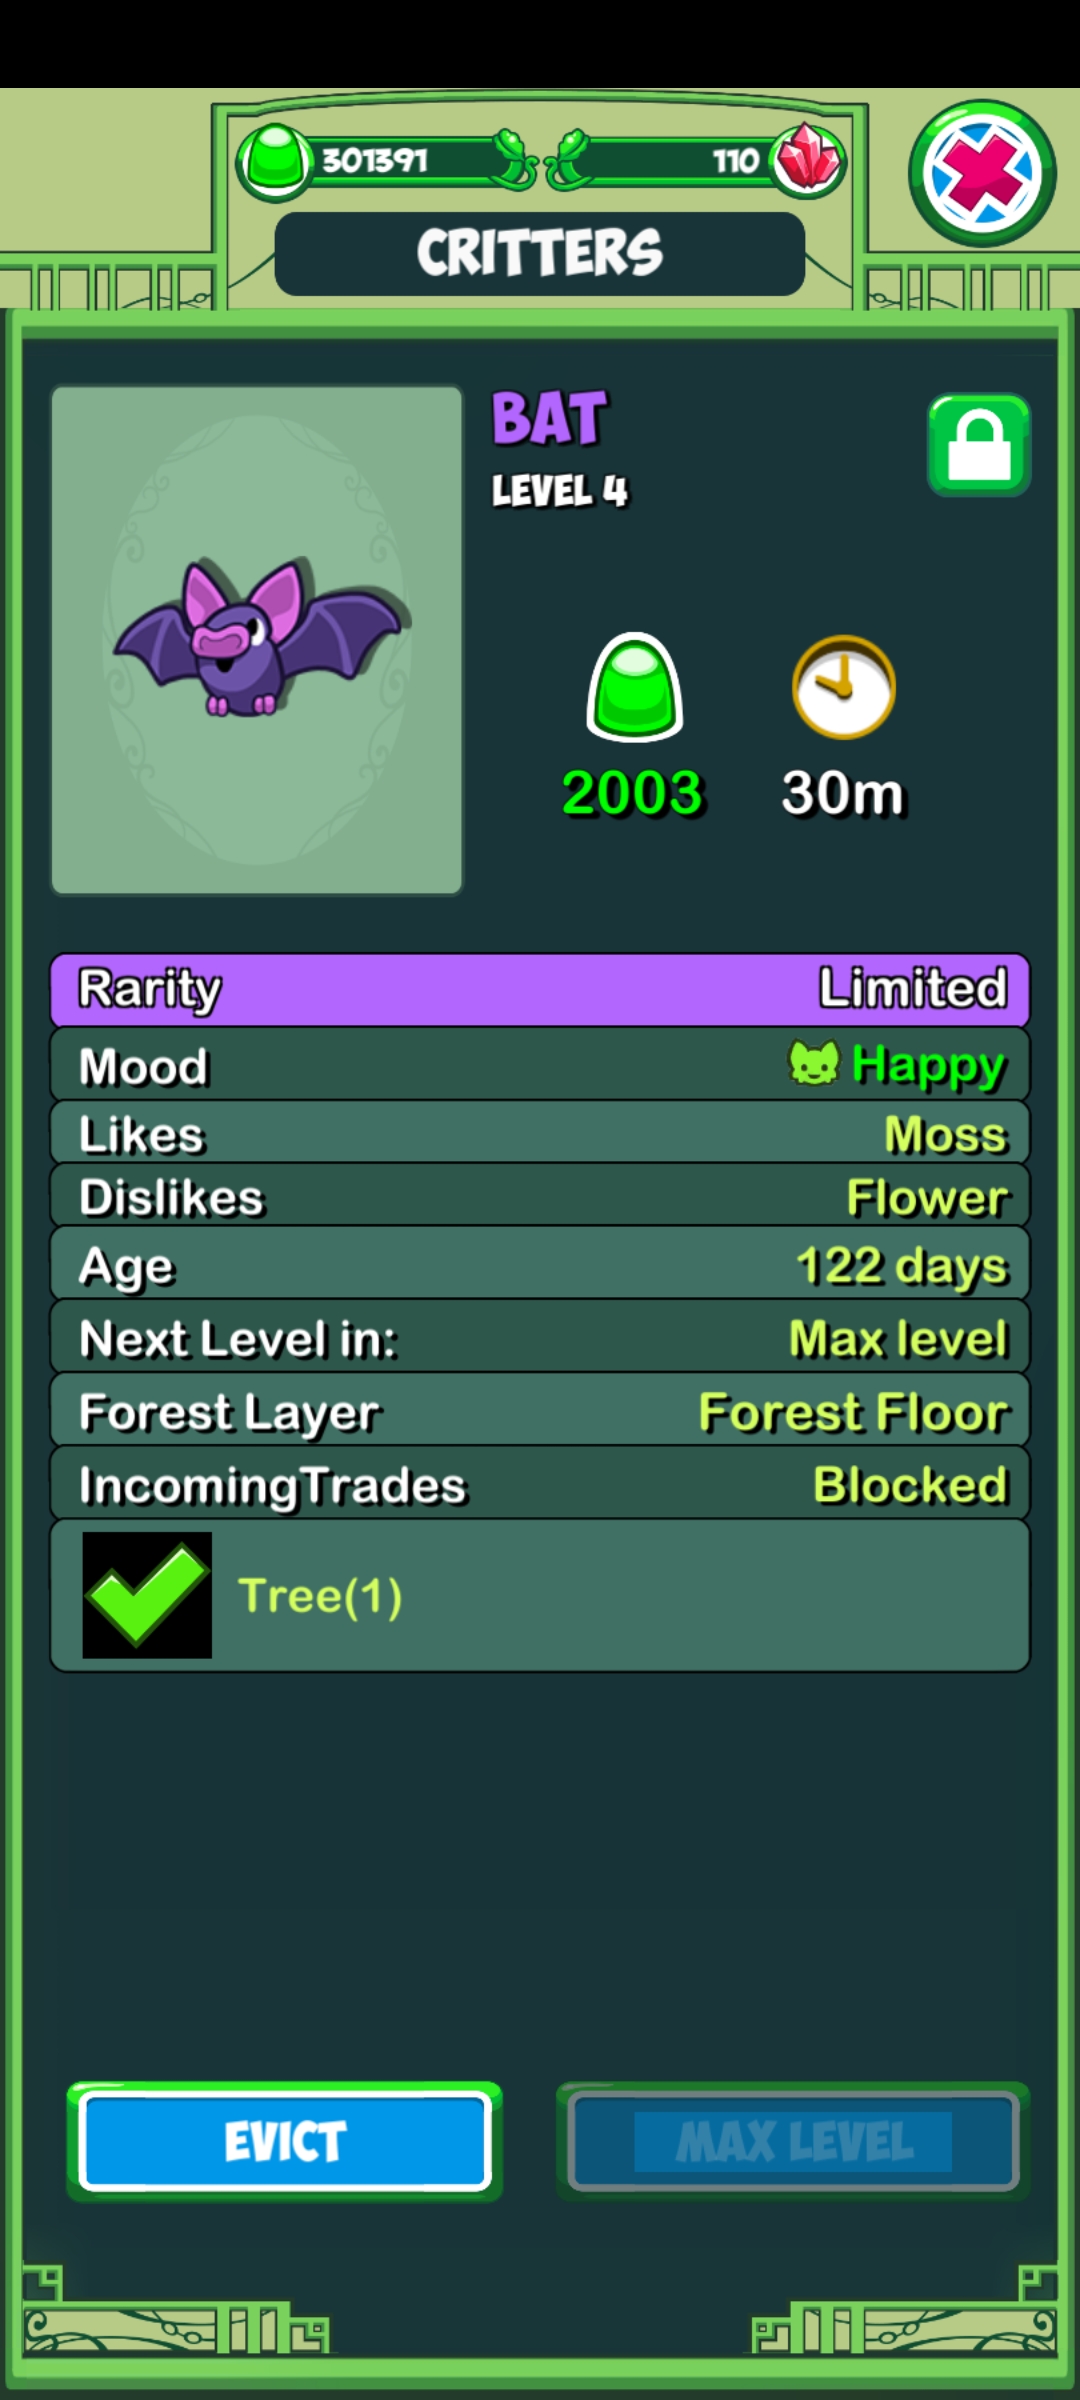 301391
110
CRITTERS
BAT
LEVEL 4
2003
30m
Rarity Limited
Mood Happy
Likes Moss
Dislikes Flower
Age 122 days
Next Level in: Max level
Forest Layer Forest Floor
IncomingTrades Blocked
Tree(1)
EVICT
MAX LEVEL